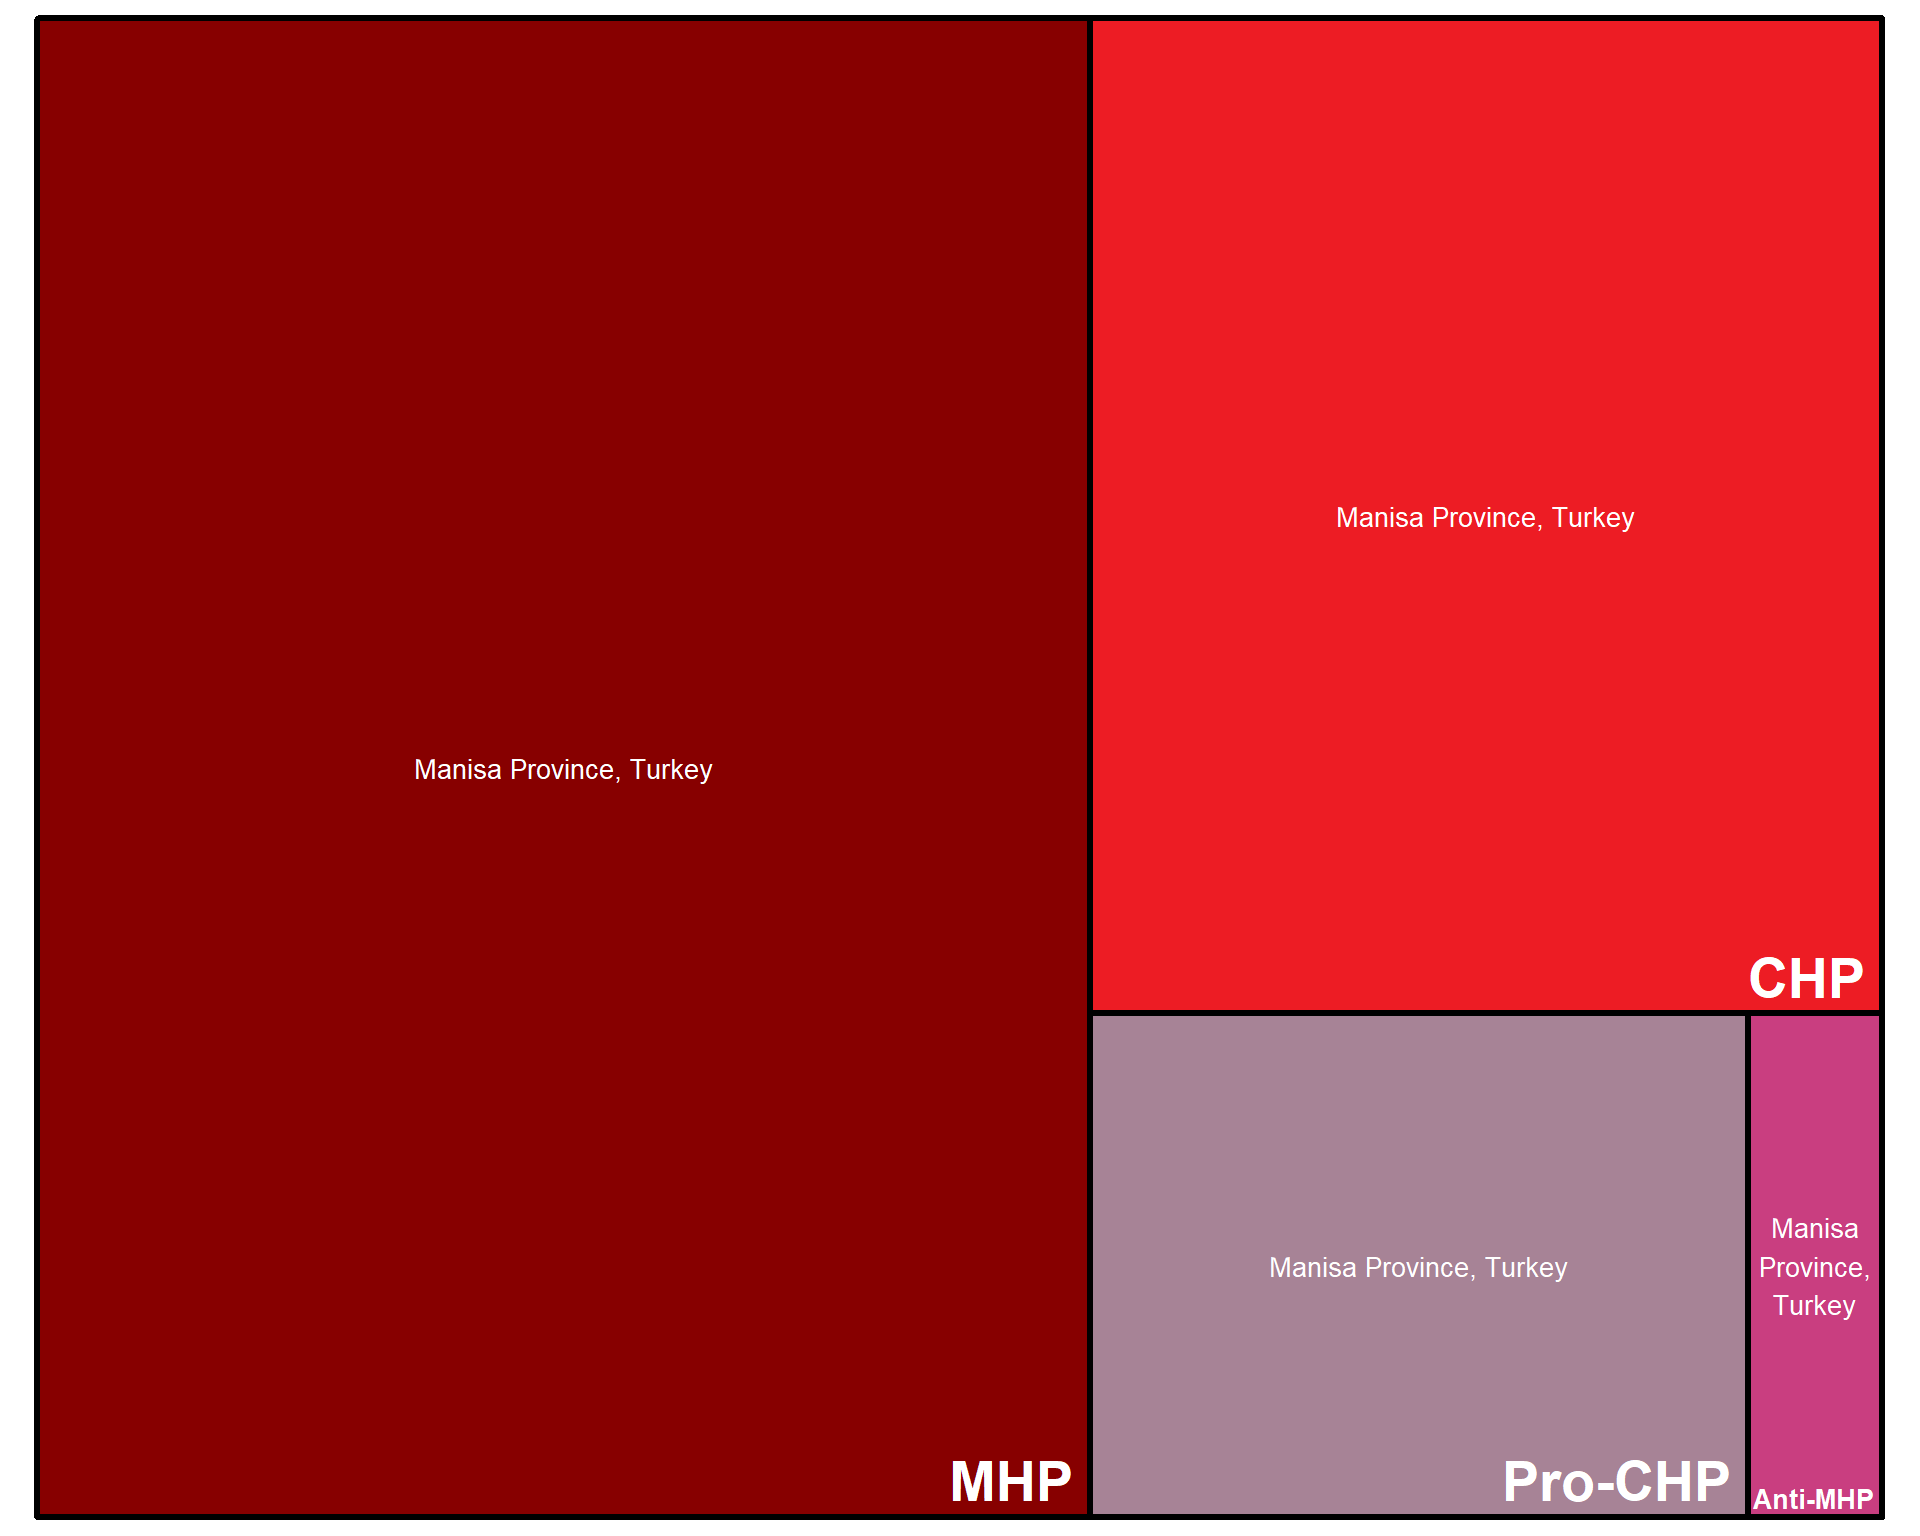 Manisa Province, Turkey
MHP
Manisa Province, Turkey
CHP
Manisa Province, Turkey
Pro-CHP
Manisa
Province,
Turkey
Anti-MHP